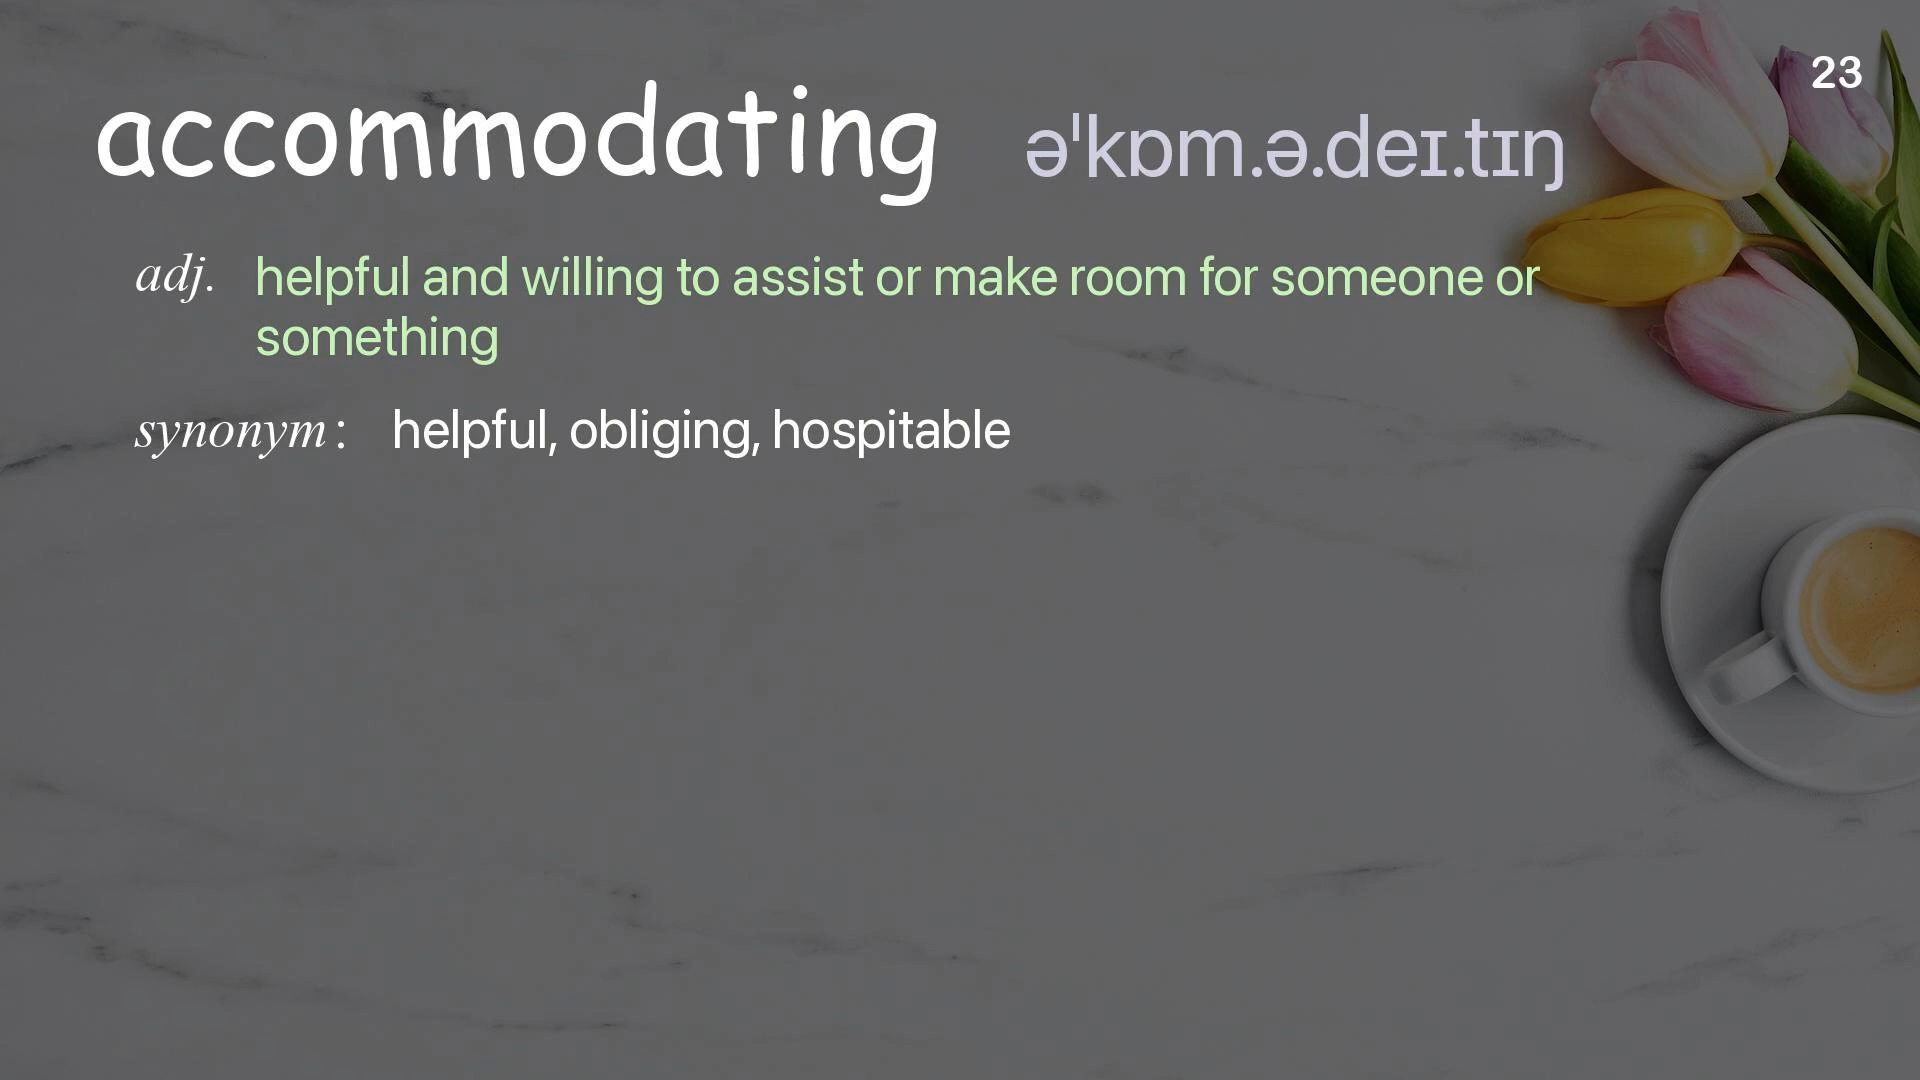 23
accommodating əˈkɒm.ə.deɪ.tɪŋ
adj. helpful and willing to assist or make room for someone or
something
synonym: helpful, obliging, hospitable